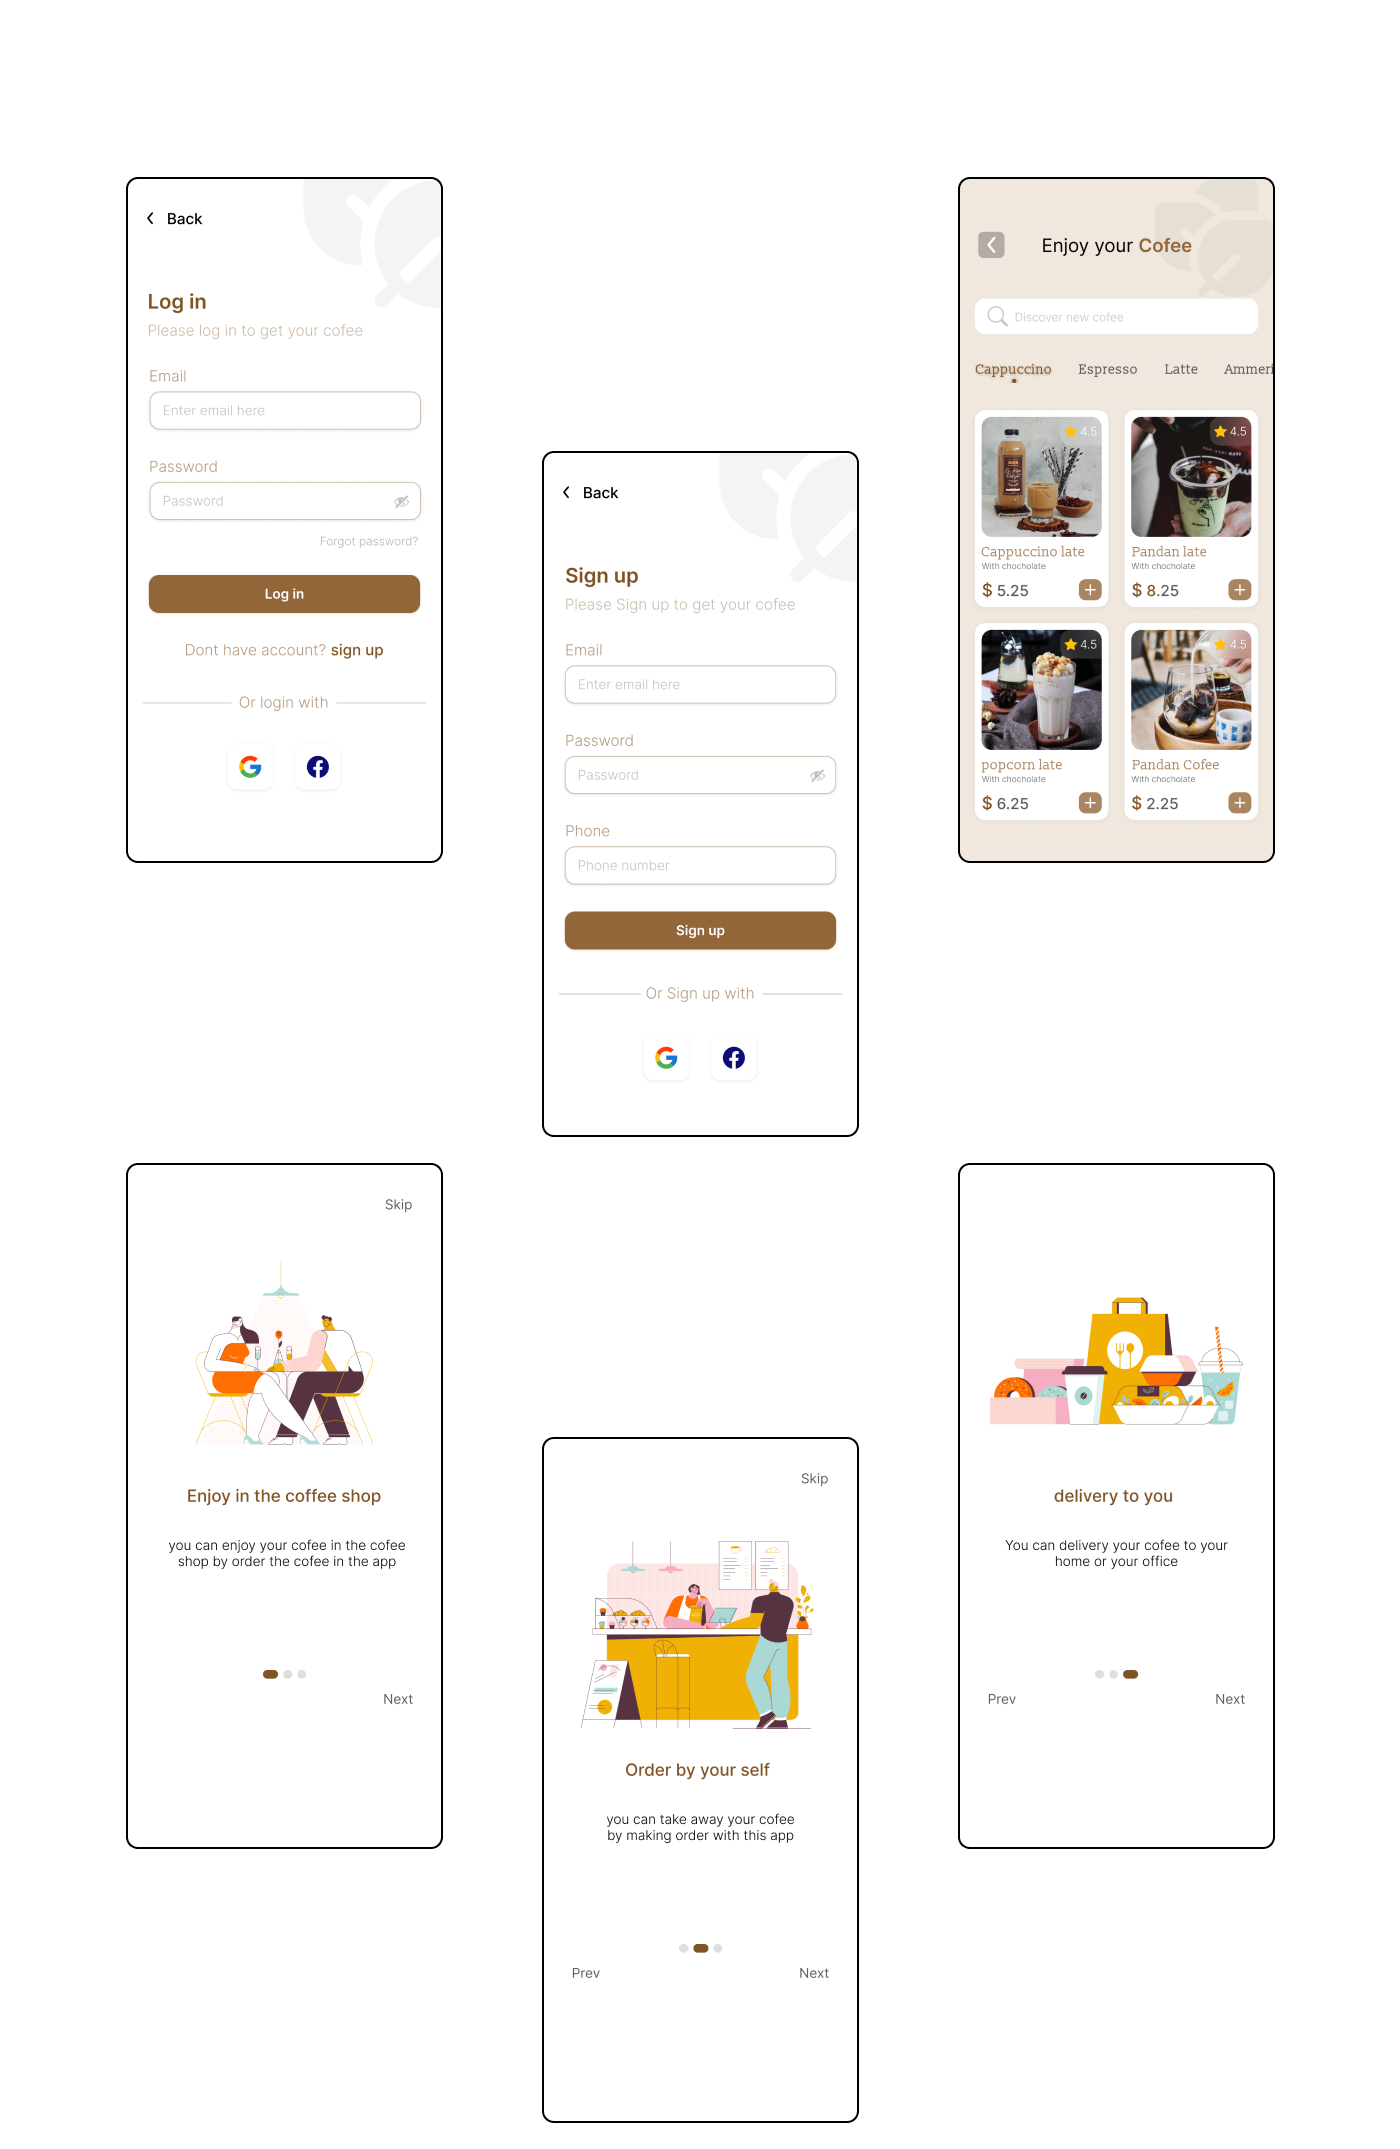 Back
Log in
Please log in to get your cofee
Email
Enter email here
Password
Password
Forgot password?
Log in
Dont have account? sign up
Or login with
Back
Sign up
Please Sign up to get your cofee
Email
Enter email here
Password
Password
Phone
Phone number
Sign up
Or Sign up with
Enjoy your Cofee
Discover new cofee
Cappuccino Espresso Latte Ammeri
4.5
Cappuccino late
With chocholate
$ 5.25
4.5
Pandan late
With chocholate
$ 8.25
4.5
popcorn late
With chocholate
$ 6.25
4.5
Pandan Cofee
With chocholate
$ 2.25
Skip
Enjoy in the coffee shop
you can enjoy your cofee in the cofee
shop by order the cofee in the app
Next
Skip
Order by your self
you can take away your cofee
by making order with this app
Prev
Next
delivery to you
You can delivery your cofee to your
home or your office
Prev
Next